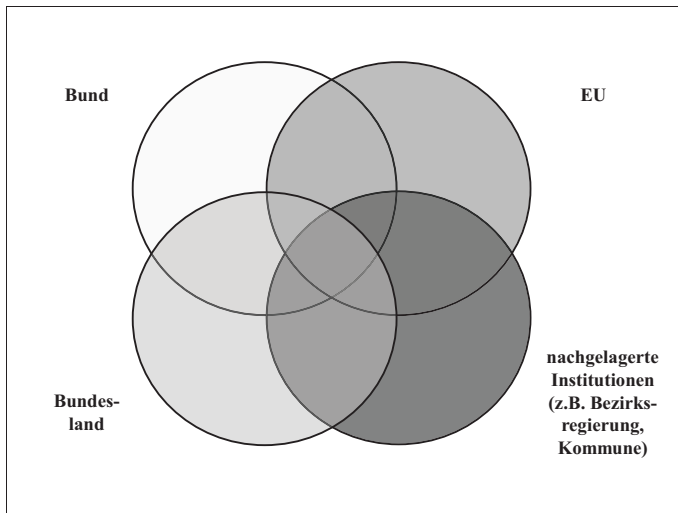 Bund
EU
Bundes-
land
nachgelagerte
Institutionen
(z.B. Bezirks-
regierung,
Kommune)